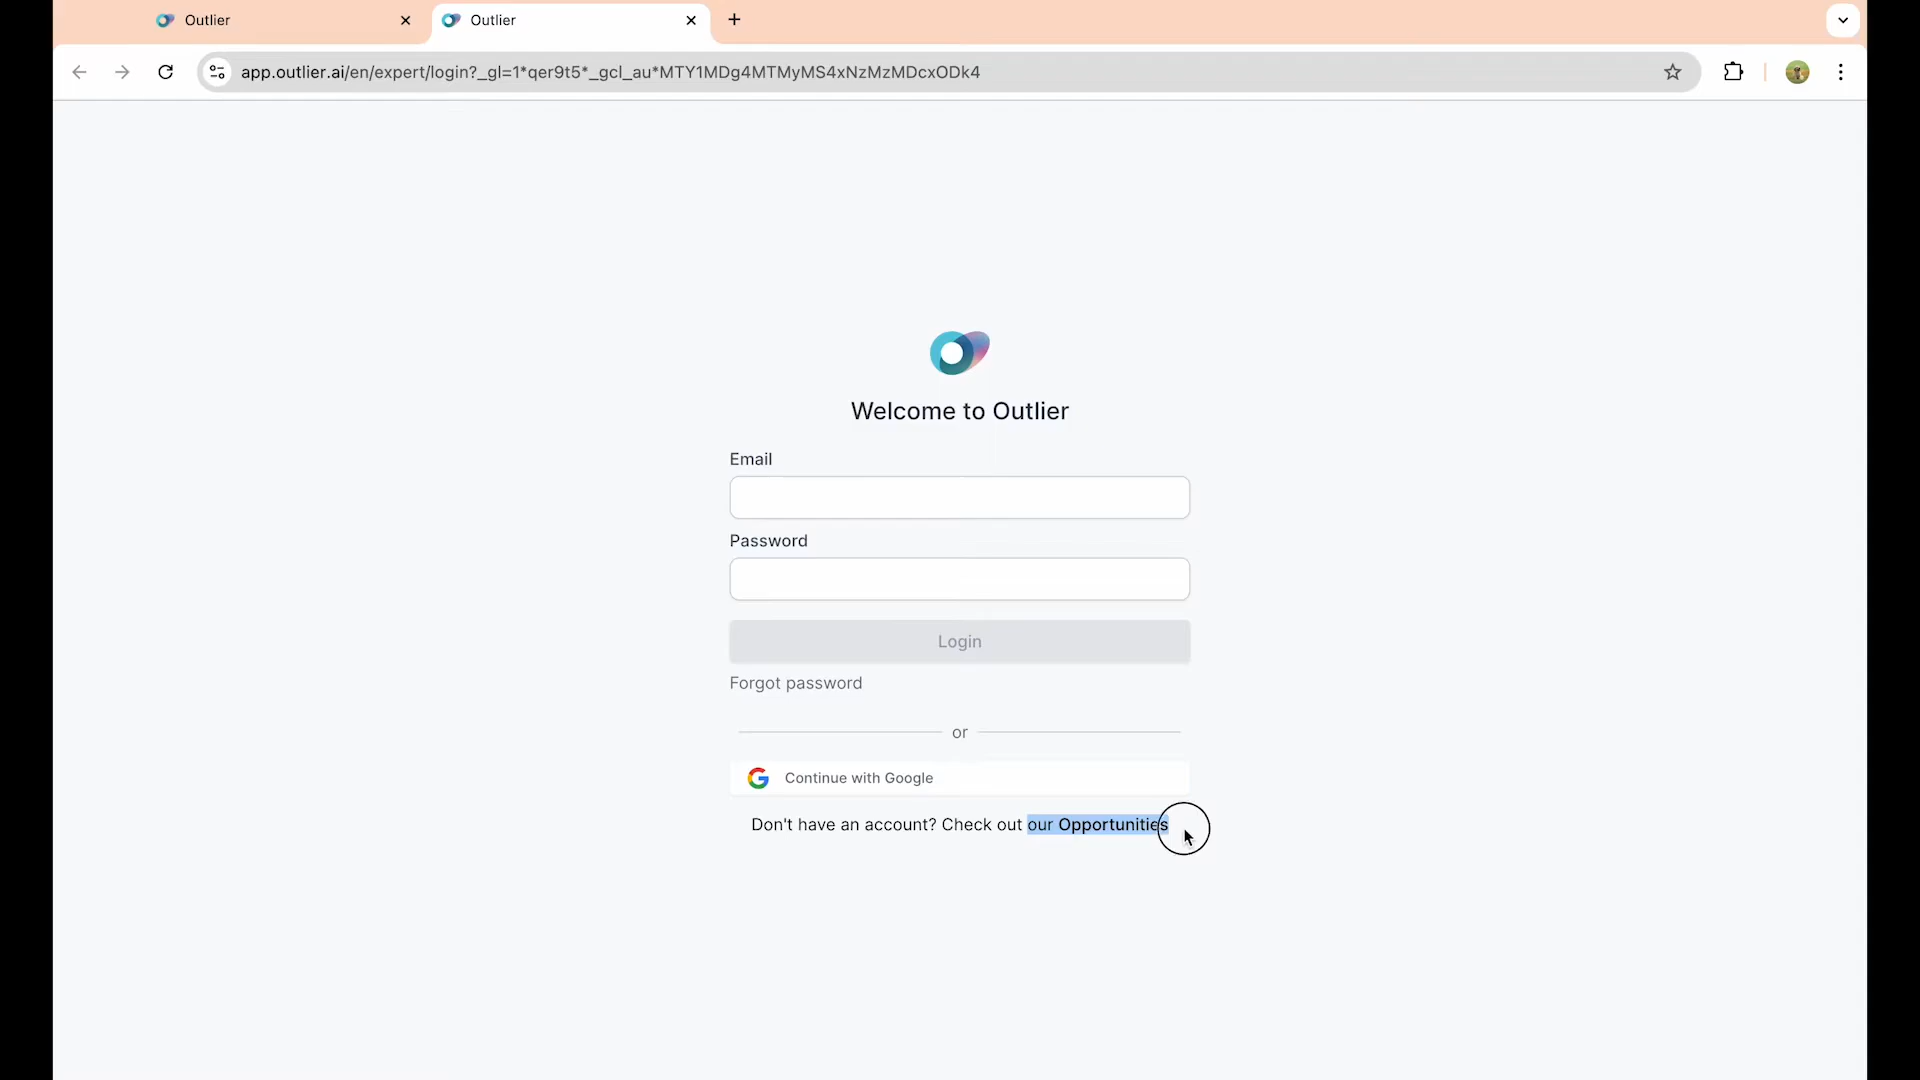 Outlier
Outlier
app.outlier.ai/en/expert/login?_gl=1*qer9t5*_gcl_au*MTY1MDg4MTMyMS4xNzMzMDcxODk4
Welcome to Outlier
Email
Password
Login
Forgot password
or
Continue with Google
Don't have an account? Check out our Opportunities